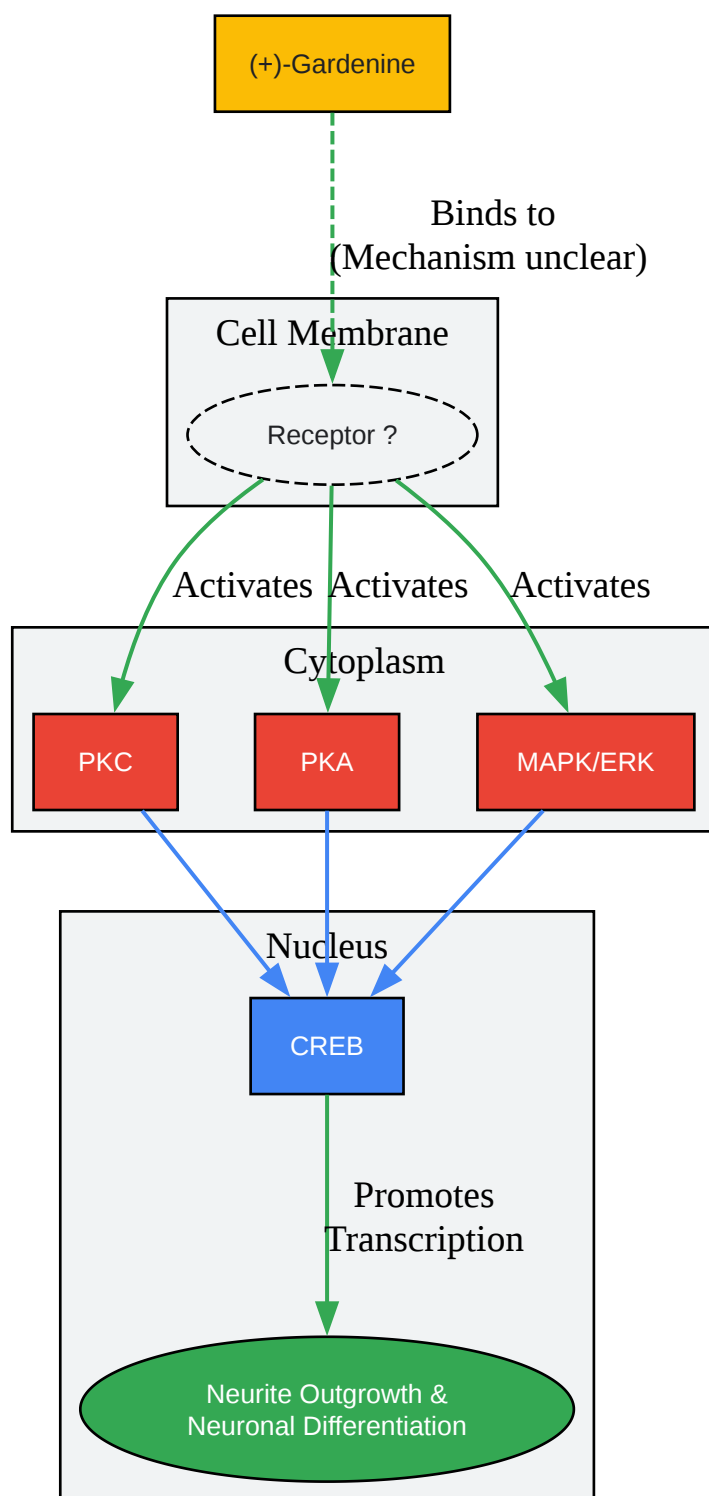 (+)-Gardenine
Binds to
(Mechanism unclear)
Cell Membrane
Receptor ?
Activates
Activates
Activates
Cytoplasm
PKC
PKA
MAPK/ERK
Nucleus
CREB
Promotes
Transcription
Neurite Outgrowth &
Neuronal Differentiation